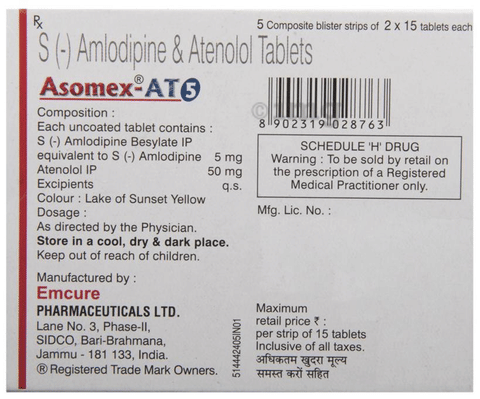 Rx
5 Composite blister strips of 2 x 15 tablets each
S (-) Amlodipine & Atenolol Tablets
Asomex®-AT5
Composition :
Each uncoated tablet contains :
S (-) Amlodipine Besylate IP
equivalent to S (-) Amlodipine 5 mg
Atenolol IP 50 mg
Excipients q.s.
Colour : Lake of Sunset Yellow
Dosage :
As directed by the Physician.
Store in a cool, dry & dark place.
Keep out of reach of children.
Manufactured by :
Emcure
PHARMACEUTICALS LTD.
Lane No. 3, Phase-II,
SIDCO, Bari-Brahmana,
Jammu - 181 133, India.
® Registered Trade Mark Owners.
8 902319 028763
SCHEDULE 'H' DRUG
Warning : To be sold by retail on
the prescription of a Registered
Medical Practitioner only.
Mfg. Lic. No. :
514442405IN01
Maximum
retail price ₹ :
per strip of 15 tablets
Inclusive of all taxes.
अधिकतम खुदरा मूल्य
समस्त करों सहित